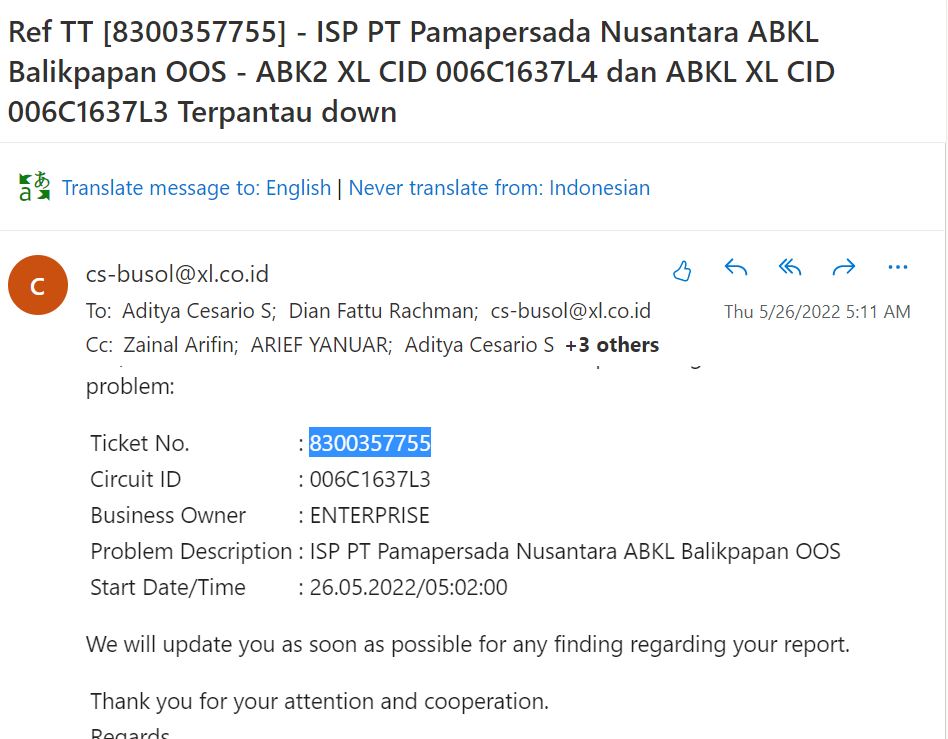 Ref TT [8300357755] - ISP PT Pamapersada Nusantara ABKL
Balikpapan OOS - ABK2 XL CID 006C1637L4 dan ABKL XL CID
006C1637L3 Terpantau down
Translate message to: English | Never translate from: Indonesian
C
cs-busol@xl.co.id
To: Aditya Cesario S; Dian Fattu Rachman; cs-busol@xl.co.id
Thu 5/26/2022 5:11 AM
Cc: Zainal Arifin; ARIEF YANUAR; Aditya Cesario S +3 others
problem:
Ticket No. : 8300357755
Circuit ID : 006C1637L3
Business Owner : ENTERPRISE
Problem Description : ISP PT Pamapersada Nusantara ABKL Balikpapan OOS
Start Date/Time : 26.05.2022/05:02:00
We will update you as soon as possible for any finding regarding your report.
Thank you for your attention and cooperation.
Regards